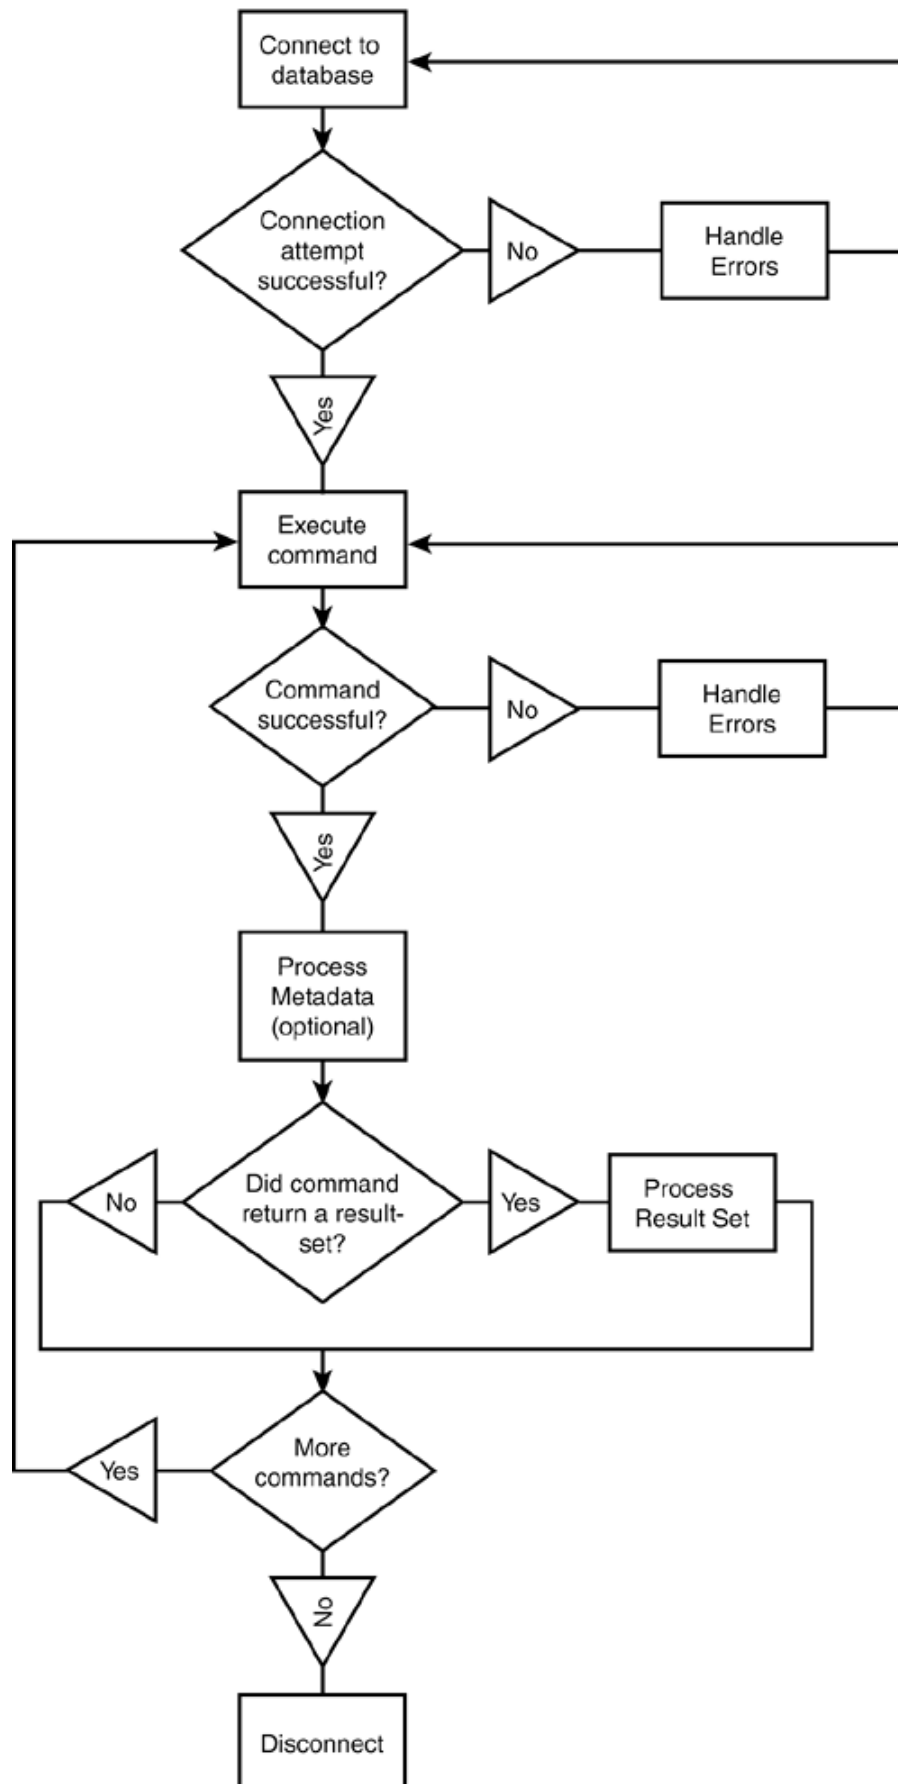 Connect to
database
Connection
attempt
successful?
No
Handle
Errors
Yes
Execute
command
Command
successful?
No
Handle
Errors
Yes
Process
Metadata
(optional)
No
Did command
return a result-
set?
Yes
Process
Result Set
More
commands?
Yes
No
Disconnect